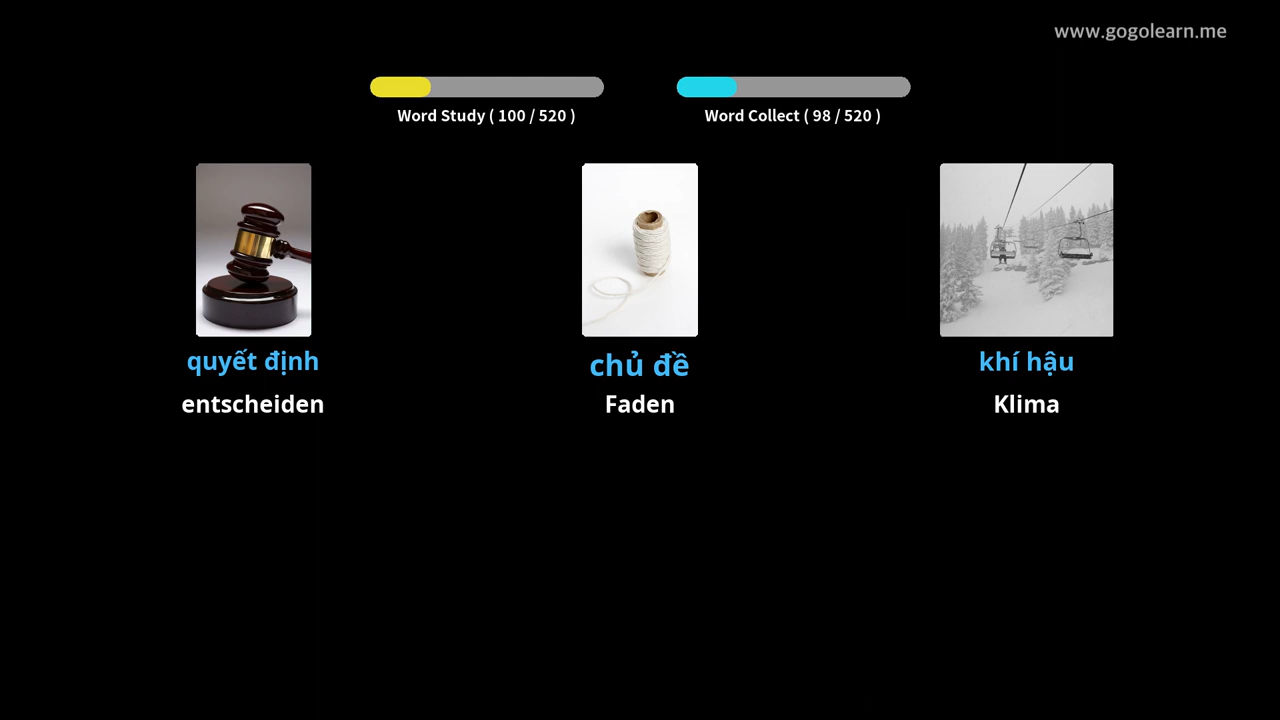 www.gogolearn.me
Word Study ( 100 / 520 )
Word Collect ( 98 / 520 )
quyết định
chủ đề
khí hậu
entscheiden
Faden
Klima